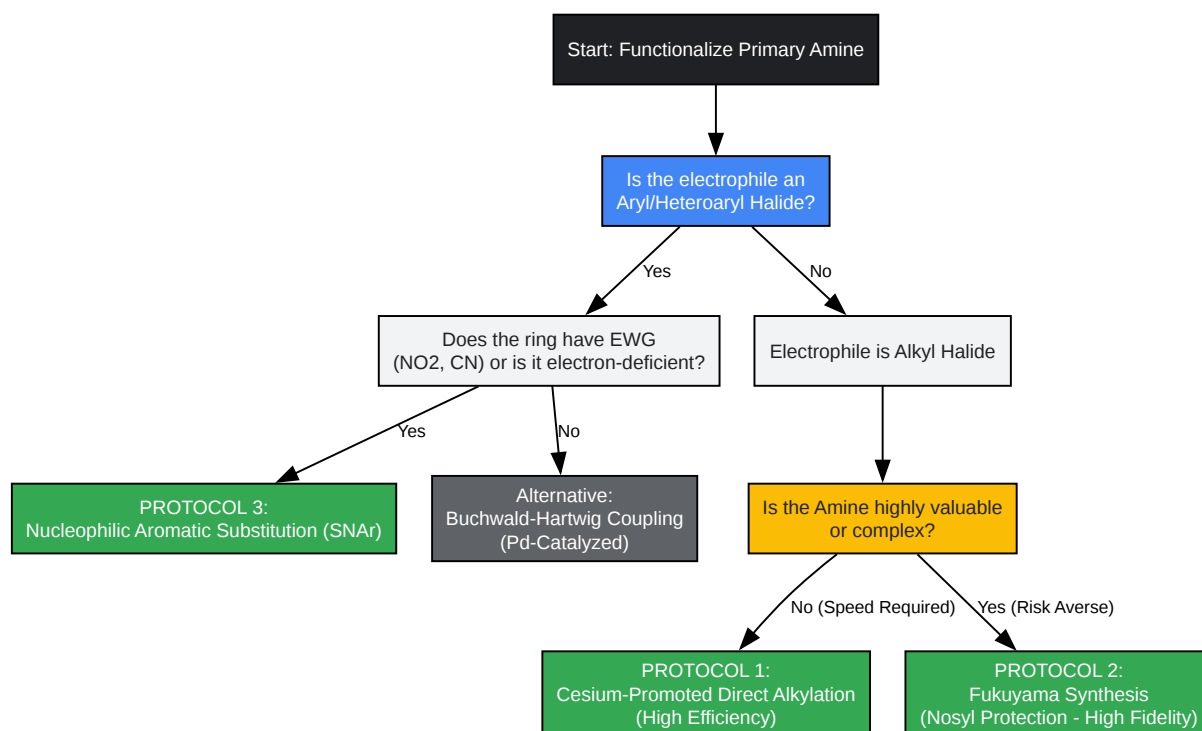 Start: Functionalize Primary Amine
Is the electrophile an
Aryl/Heteroaryl Halide?
Yes
No
Does the ring have EWG
(NO2, CN) or is it electron-deficient?
Electrophile is Alkyl Halide
Yes
No
PROTOCOL 3:
Nucleophilic Aromatic Substitution (SNAr)
Alternative:
Buchwald-Hartwig Coupling
(Pd-Catalyzed)
Is the Amine highly valuable
or complex?
No (Speed Required)
Yes (Risk Averse)
PROTOCOL 1:
Cesium-Promoted Direct Alkylation
(High Efficiency)
PROTOCOL 2:
Fukuyama Synthesis
(Nosyl Protection - High Fidelity)